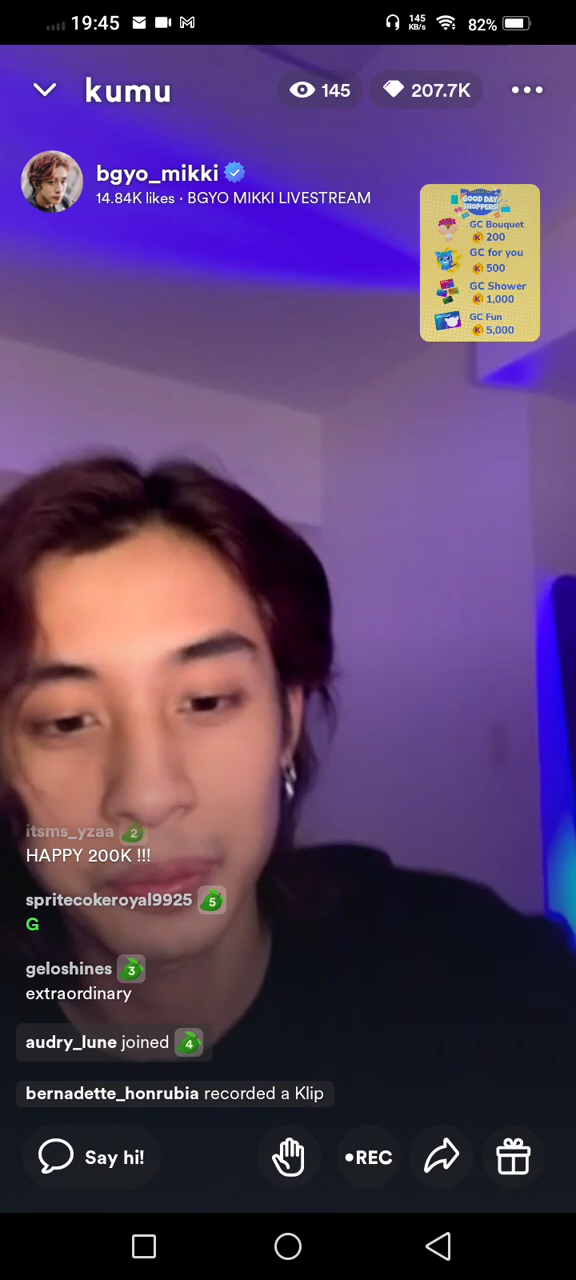 19:45
145
KB/s
82%
kumu
145
207.7K
bgyo_mikki
14.84K likes · BGYO MIKKI LIVESTREAM
GOOD DAY
SHOPPERS!
GC Bouquet
K 200
GC for you
K 500
GC Shower
K 1,000
GC Fun
K 5,000
itsms_yzaa 2
HAPPY 200K !!!
spritecokeroyal9925 5
G
geloshines 3
extraordinary
audry_lune joined 4
bernadette_honrubia recorded a Klip
Say hi!
•REC